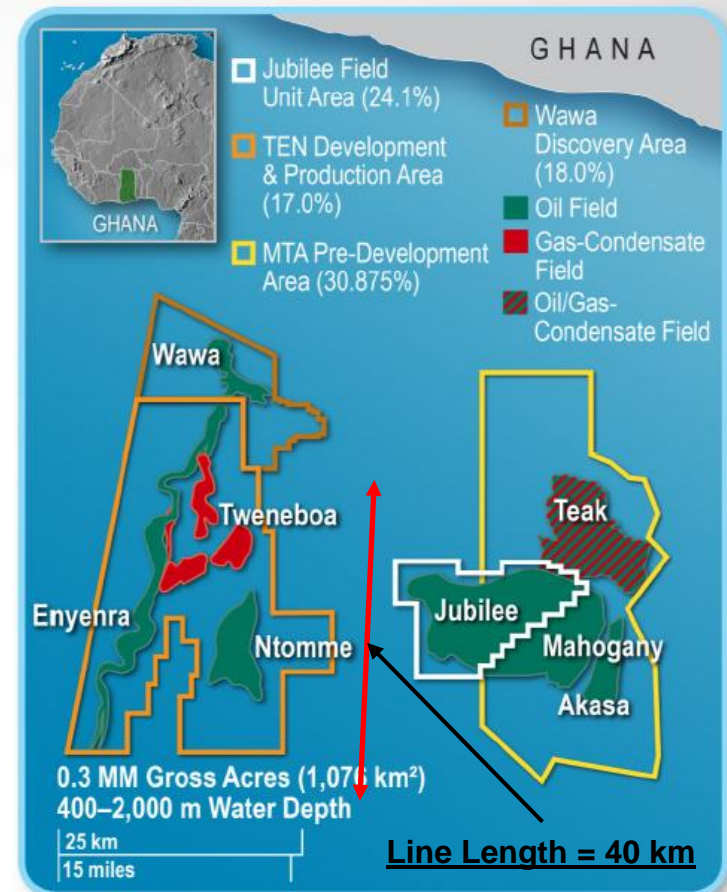 GHANA
GHANA
Jubilee Field
Unit Area (24.1%)
TEN Development
& Production Area
(17.0%)
MTA Pre-Development
Area (30.875%)
Wawa
Discovery Area
(18.0%)
Oil Field
Gas-Condensate
Field
Oil/Gas-
Condensate Field
Wawa
Tweneboa
Enyenra
Ntomme
Teak
Jubilee
Mahogany
Akasa
0.3 MM Gross Acres (1,076 km²)
400–2,000 m Water Depth
25 km
15 miles
Line Length = 40 km